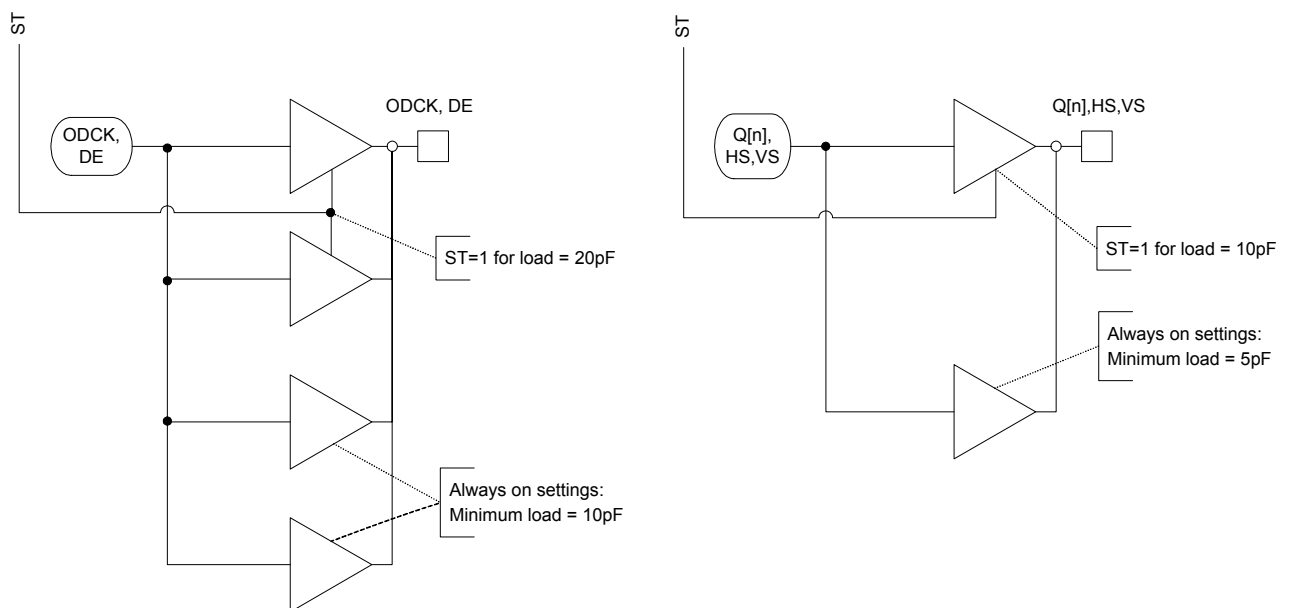 ST
ODCK,
DE
ODCK, DE
ST=1 for load = 20pF
Always on settings:
Minimum load = 10pF
ST
Q[n],
HS,VS
Q[n],HS,VS
ST=1 for load = 10pF
Always on settings:
Minimum load = 5pF